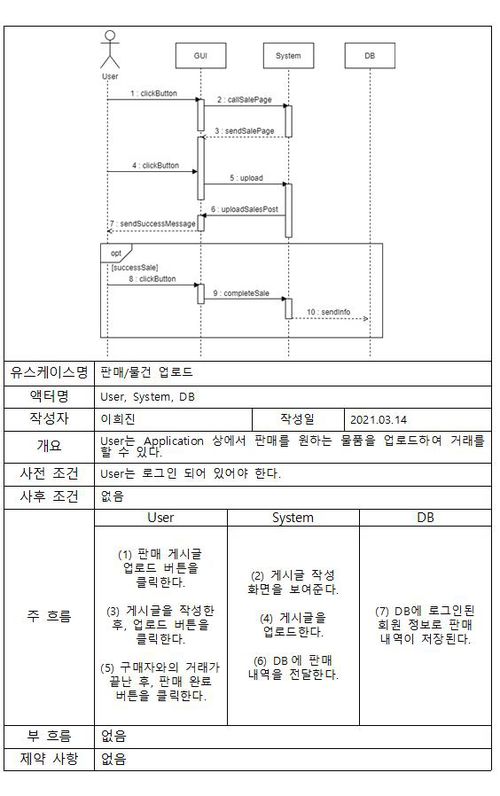 GUI
System
DB
User
1 : clickButton
2 : callSalePage
3 : sendSalePage
4 : clickButton
5 : upload
6 : uploadSalesPost
7 : sendSuccessMessage
opt
[successSale]
8 : clickButton
9 : completeSale
10 : sendInfo
유스케이스명 판매/물건 업로드
액터명 User, System, DB
작성자 이희진 작성일 2021.03.14
개요 User는 Application 상에서 판매를 원하는 물품을 업로드하여 거래를
할 수 있다.
사전 조건 User는 로그인 되어 있어야 한다.
사후 조건 없음
주 흐름
User
(1) 판매 게시글
업로드 버튼을
클릭한다.
(3) 게시글을 작성한
후, 업로드 버튼을
클릭한다.
(5) 구매자와의 거래가
끝난 후, 판매 완료
버튼을 클릭한다.
System
(2) 게시글 작성
화면을 보여준다.
(4) 게시글을
업로드한다.
(6) DB에 판매
내역을 전달한다.
DB
(7) DB에 로그인된
회원 정보로 판매
내역이 저장된다.
부 흐름 없음
제약 사항 없음